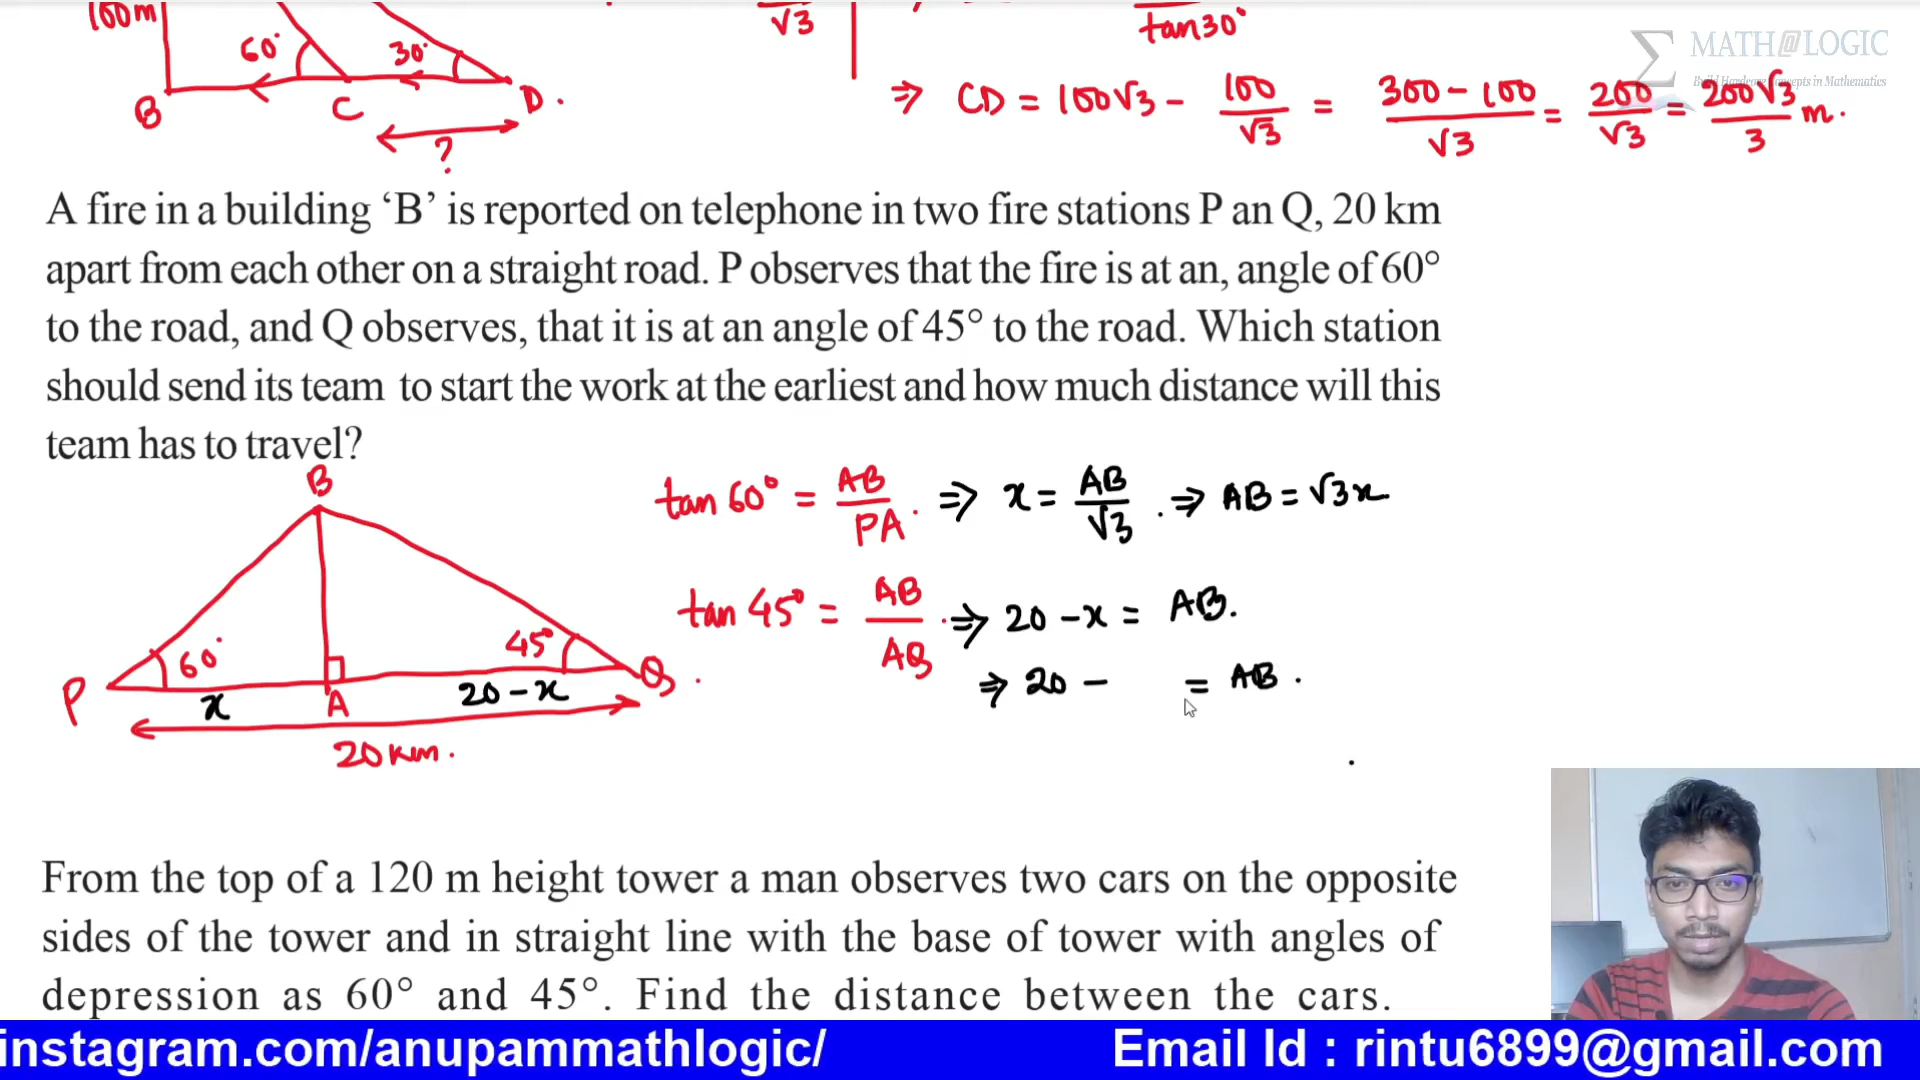 100m
60°
30°
B
C
D.
?
√3
tan30°
MATH@LOGIC
⇒ CD = 100√3 - 100/√3 = 300-100/√3 = 200/√3 = 200√3/3 m.
A fire in a building ‘B’ is reported on telephone in two fire stations P an Q, 20 km
apart from each other on a straight road. P observes that the fire is at an, angle of 60°
to the road, and Q observes, that it is at an angle of 45° to the road. Which station
should send its team to start the work at the earliest and how much distance will this
team has to travel?
B
60°
45°
P
x
A
20-x
Q.
20 km.
tan 60° = AB/PA. ⇒ x = AB/√3. ⇒ AB = √3x
tan 45° = AB/AQ. ⇒ 20-x = AB.
⇒ 20 - = AB.
From the top of a 120 m height tower a man observes two cars on the opposite
sides of the tower and in straight line with the base of tower with angles of
depression as 60° and 45°. Find the distance between the cars.
instagram.com/anupammathlogic/
Email Id : rintu6899@gmail.com